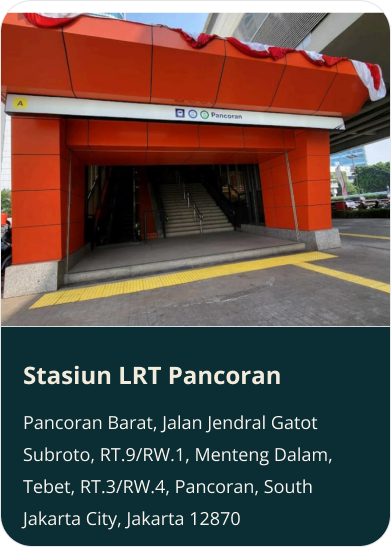 A
Pancoran
Stasiun LRT Pancoran
Pancoran Barat, Jalan Jendral Gatot
Subroto, RT.9/RW.1, Menteng Dalam,
Tebet, RT.3/RW.4, Pancoran, South
Jakarta City, Jakarta 12870